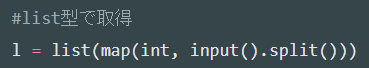 #list型で取得
l = list(map(int, input().split()))